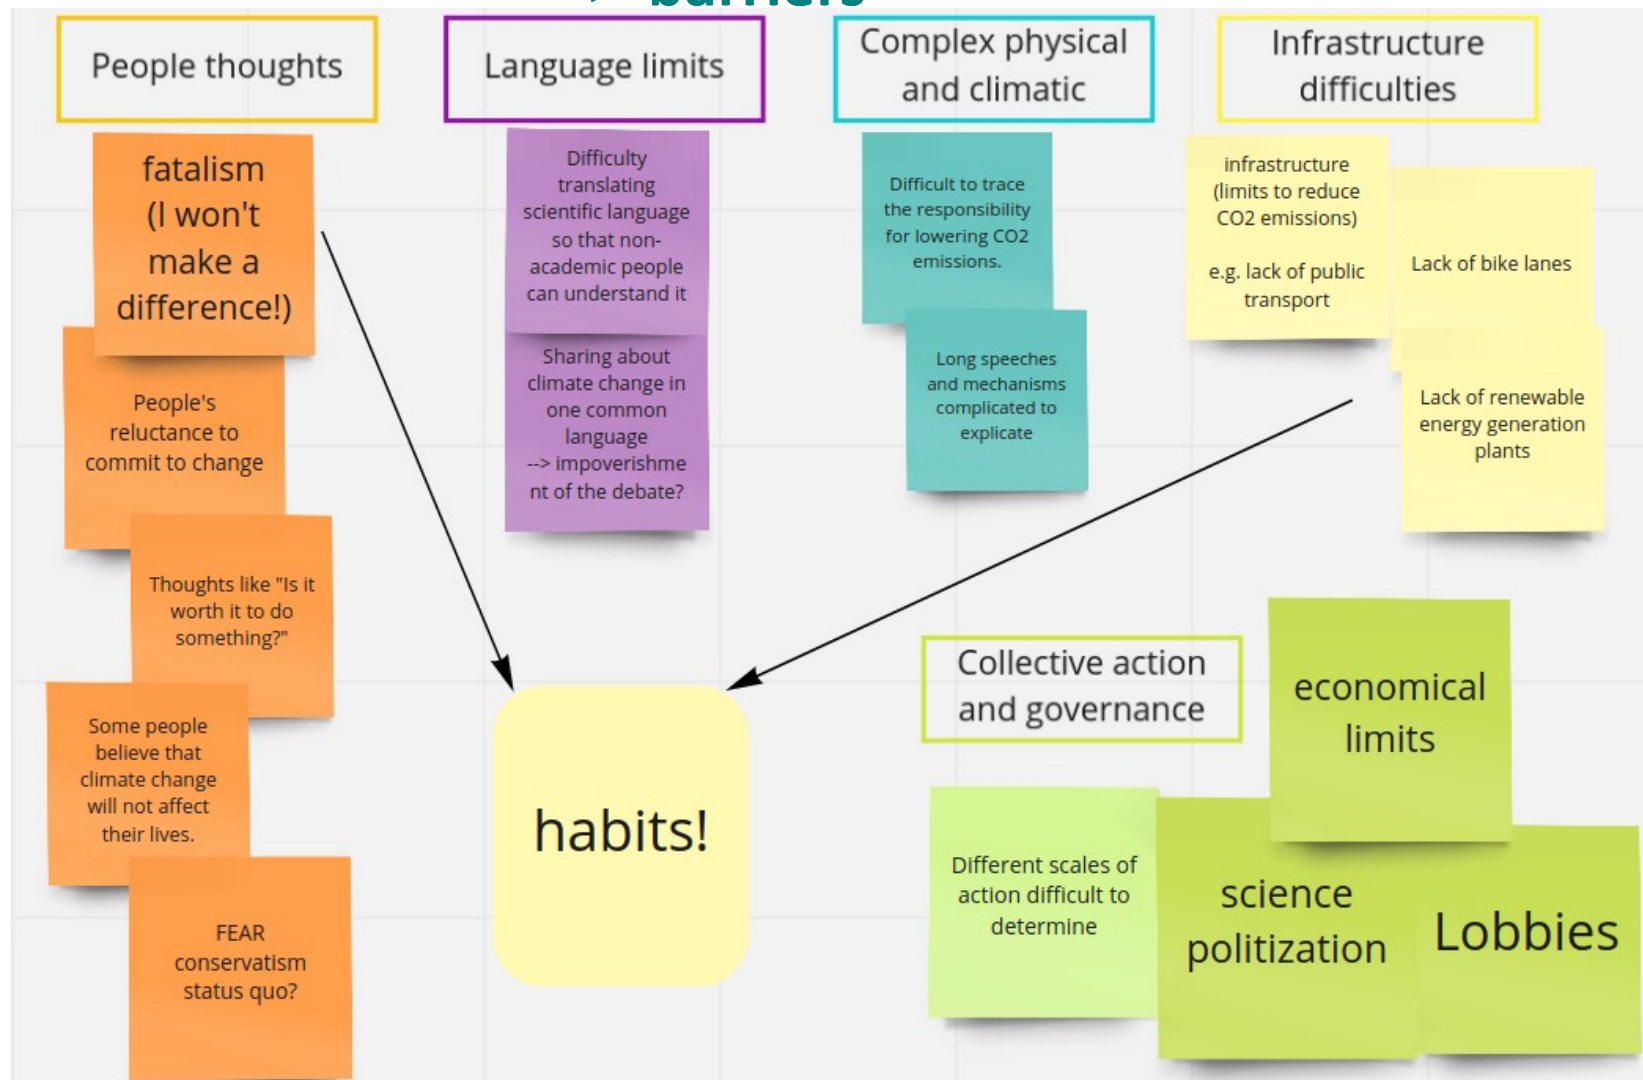 barriers
People thoughts
fatalism
(I won't
make a
difference!)
People's
reluctance to
commit to change
Thoughts like "Is it
worth it to do
something?"
Some people
believe that
climate change
will not affect
their lives.
FEAR
conservatism
status quo?
Language limits
Difficulty
translating
scientific language
so that non-
academic people
can understand it
Sharing about
climate change in
one common
language
--> impoverishme
nt of the debate?
habits!
Complex physical
and climatic
Difficult to trace
the responsibility
for lowering CO2
emissions.
Long speeches
and mechanisms
complicated to
explicate
Infrastructure
difficulties
infrastructure
(limits to reduce
CO2 emissions)
e.g. lack of public
transport
Lack of bike lanes
Lack of renewable
energy generation
plants
Collective action
and governance
economical
limits
Different scales of
action difficult to
determine
science
politization
Lobbies